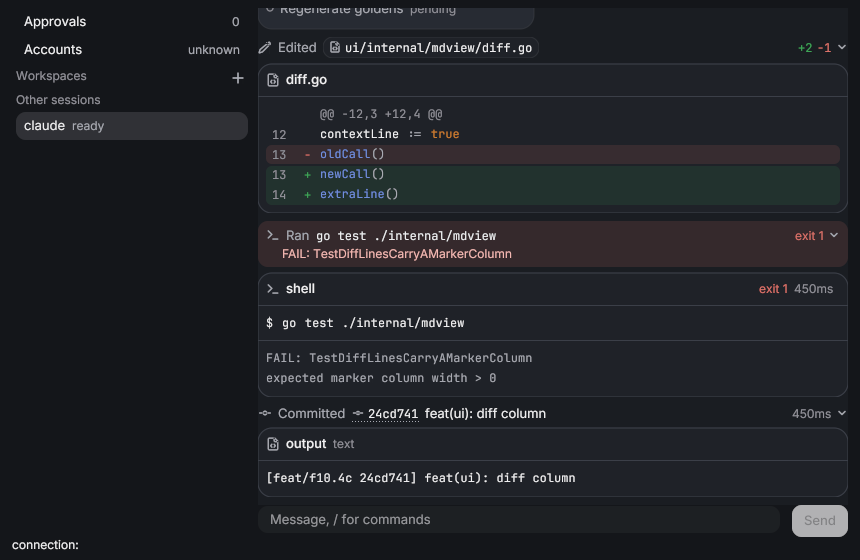 Approvals 0
Accounts unknown
Workspaces +
Other sessions
claude ready
connection:
Regenerate goldens pending
Edited ui/internal/mdview/diff.go +2 -1
diff.go
@@ -12,3 +12,4 @@
12 contextLine := true
13 - oldCall()
13 + newCall()
14 + extraLine()
Ran go test ./internal/mdview exit 1
FAIL: TestDiffLinesCarryAMarkerColumn
shell exit 1 450ms
$ go test ./internal/mdview
FAIL: TestDiffLinesCarryAMarkerColumn
expected marker column width > 0
Committed 24cd741 feat(ui): diff column 450ms
output text
[feat/f10.4c 24cd741] feat(ui): diff column
Message, / for commands Send